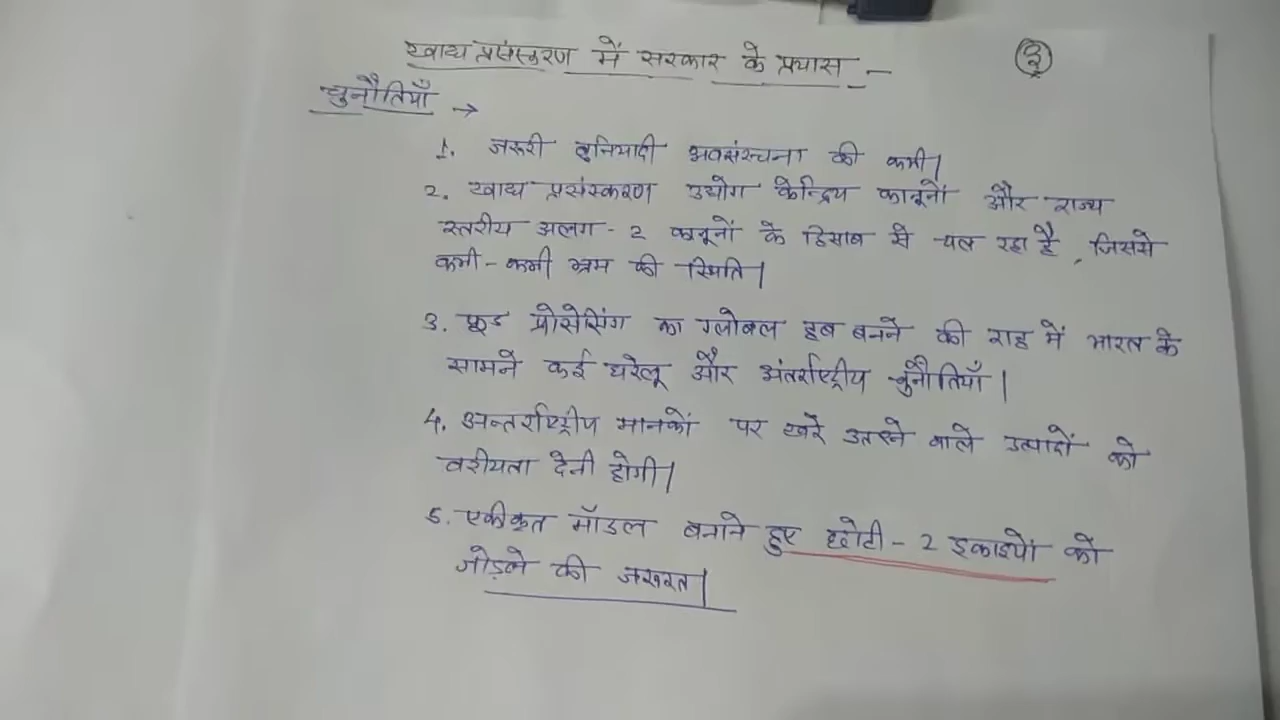 खाद्य प्रसंस्करण में सरकार के प्रयास -
③
चुनौतियाँ →
1. जरुरी बुनियादी अवसंरचना की कमी।
2. खाद्य प्रसंस्करण उद्योग केन्द्रिय कानूनों और राज्य
स्तरीय अलग-2 कानूनों के हिसाब से चल रहा है, जिससे
कभी-कभी भ्रम की स्थिति।
3. फूड प्रोसेसिंग का ग्लोबल हब बनने की राह में भारत के
सामने कई घरेलू और अंतर्राष्ट्रीय चुनौतियाँ।
4. अन्तर्राष्ट्रीय मानकों पर खरे उतरने वाले उत्पादों को
वरीयता देनी होगी।
5. एकीकृत मॉडल बनाने हुए छोटी-2 इकाइयों को
जोड़ने की जरुरत।